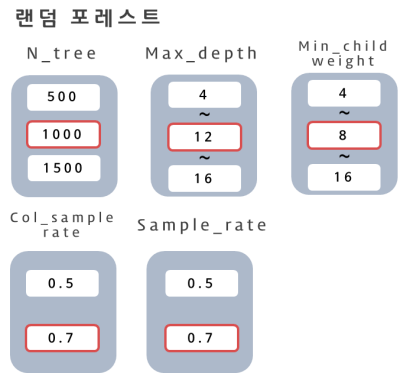 랜덤 포레스트
N_tree
500
1000
1500
Max_depth
4
~
12
~
16
Min_child
weight
4
~
8
~
16
Col_sample
rate
0.5
0.7
Sample_rate
0.5
0.7